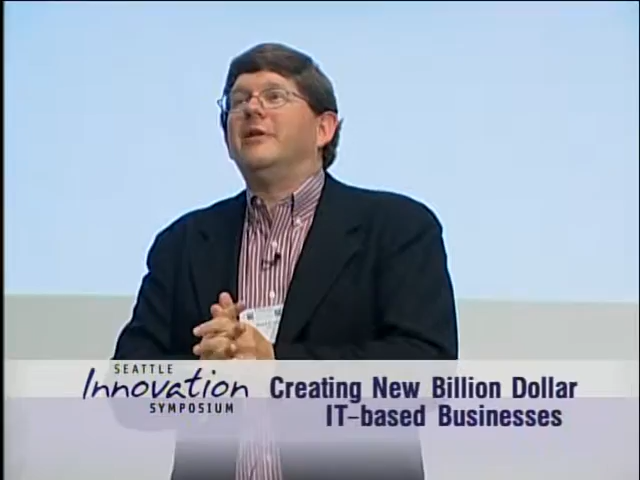 SEATTLE
Innovation
SYMPOSIUM
Creating New Billion Dollar
IT-based Businesses